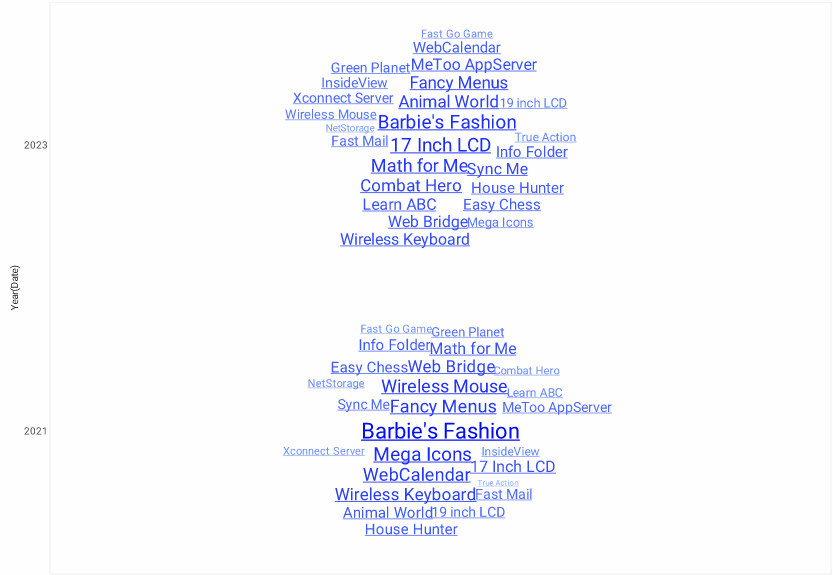 Fast Go Game
WebCalendar
Green Planet MeToo AppServer
InsideView Fancy Menus
Xconnect Server Animal World 19 inch LCD
Wireless Mouse Barbie's Fashion
NetStorage
Fast Mail 17 Inch LCD True Action
2023
Info Folder
Math for Me Sync Me
Combat Hero House Hunter
Learn ABC Easy Chess
Web Bridge Mega Icons
Wireless Keyboard
Year(Date)
Fast Go Game Green Planet
Info Folder Math for Me
Easy Chess Web Bridge Combat Hero
NetStorage Wireless Mouse Learn ABC
Sync Me Fancy Menus MeToo AppServer
2021 Barbie's Fashion
Xconnect Server Mega Icons InsideView
17 Inch LCD
WebCalendar True Action
Wireless Keyboard Fast Mail
Animal World 19 inch LCD
House Hunter